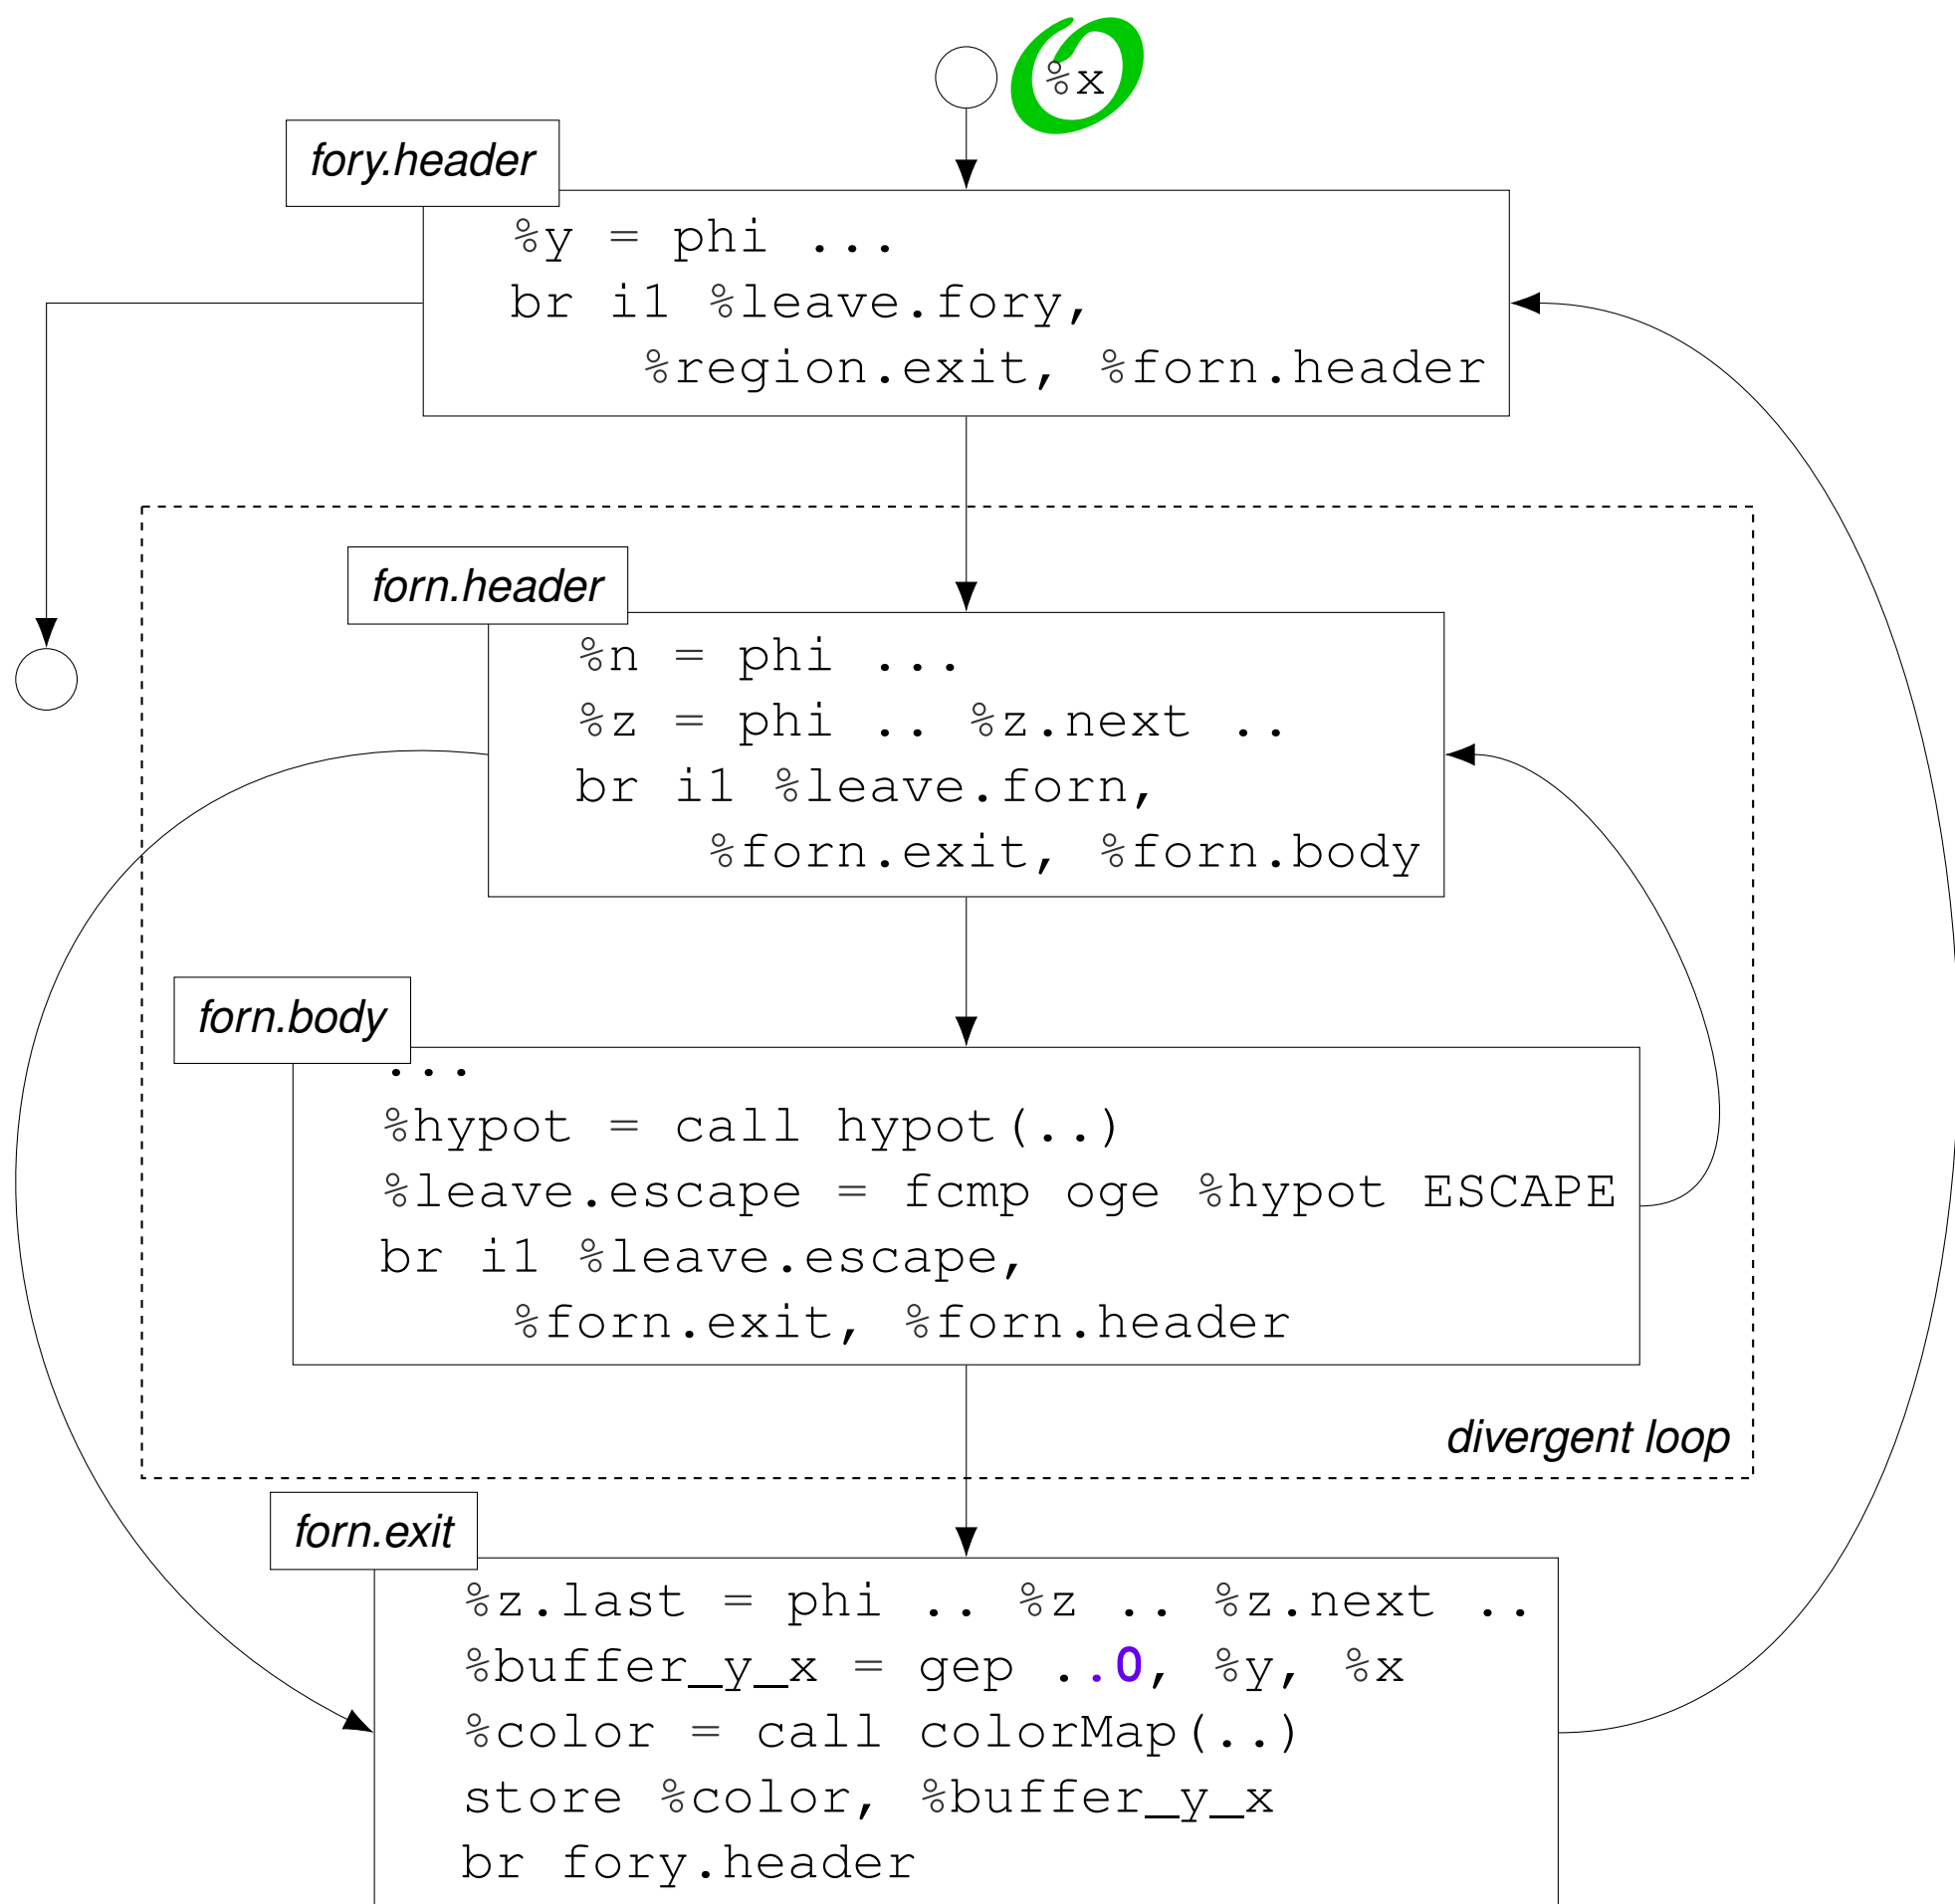 %x
fory.header
%y = phi ...
br i1 %leave.fory,
%region.exit, %forn.header
forn.header
%n = phi ...
%z = phi .. %z.next ..
br i1 %leave.forn,
%forn.exit, %forn.body
forn.body
...
%hypot = call hypot(..)
%leave.escape = fcmp oge %hypot ESCAPE
br i1 %leave.escape,
%forn.exit, %forn.header
divergent loop
forn.exit
%z.last = phi .. %z .. %z.next ..
%buffer_y_x = gep ..0, %y, %x
%color = call colorMap(..)
store %color, %buffer_y_x
br fory.header